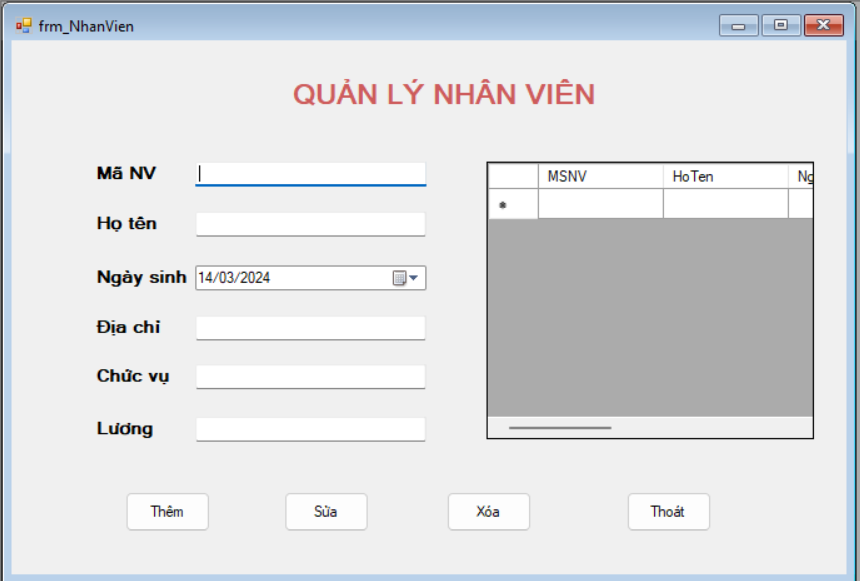 frm_NhanVien
QUẢN LÝ NHÂN VIÊN
Mã NV
Họ tên
Ngày sinh 14/03/2024
Địa chỉ
Chức vụ
Lương
MSNV HoTen Ng
*
Thêm Sửa Xóa Thoát